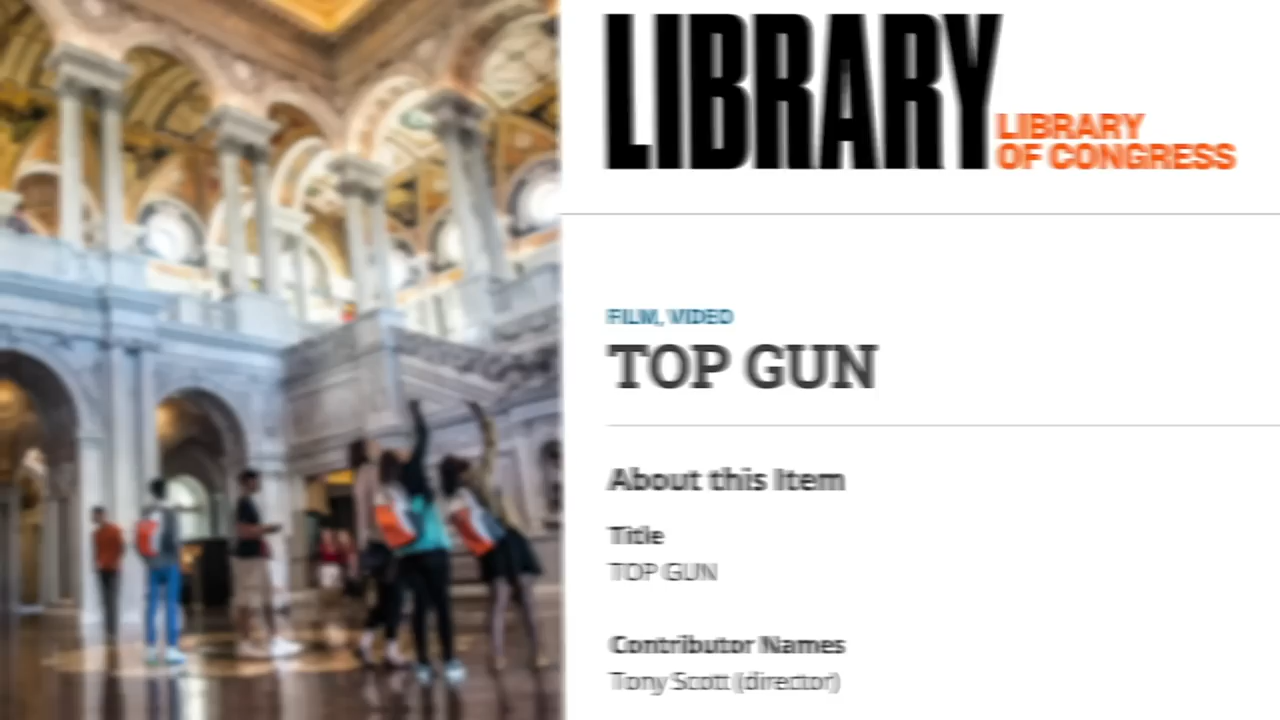 LIBRARY
LIBRARY
OF CONGRESS
FILM, VIDEO
TOP GUN
About this Item
Title
TOP GUN
Contributor Names
Tony Scott (director)